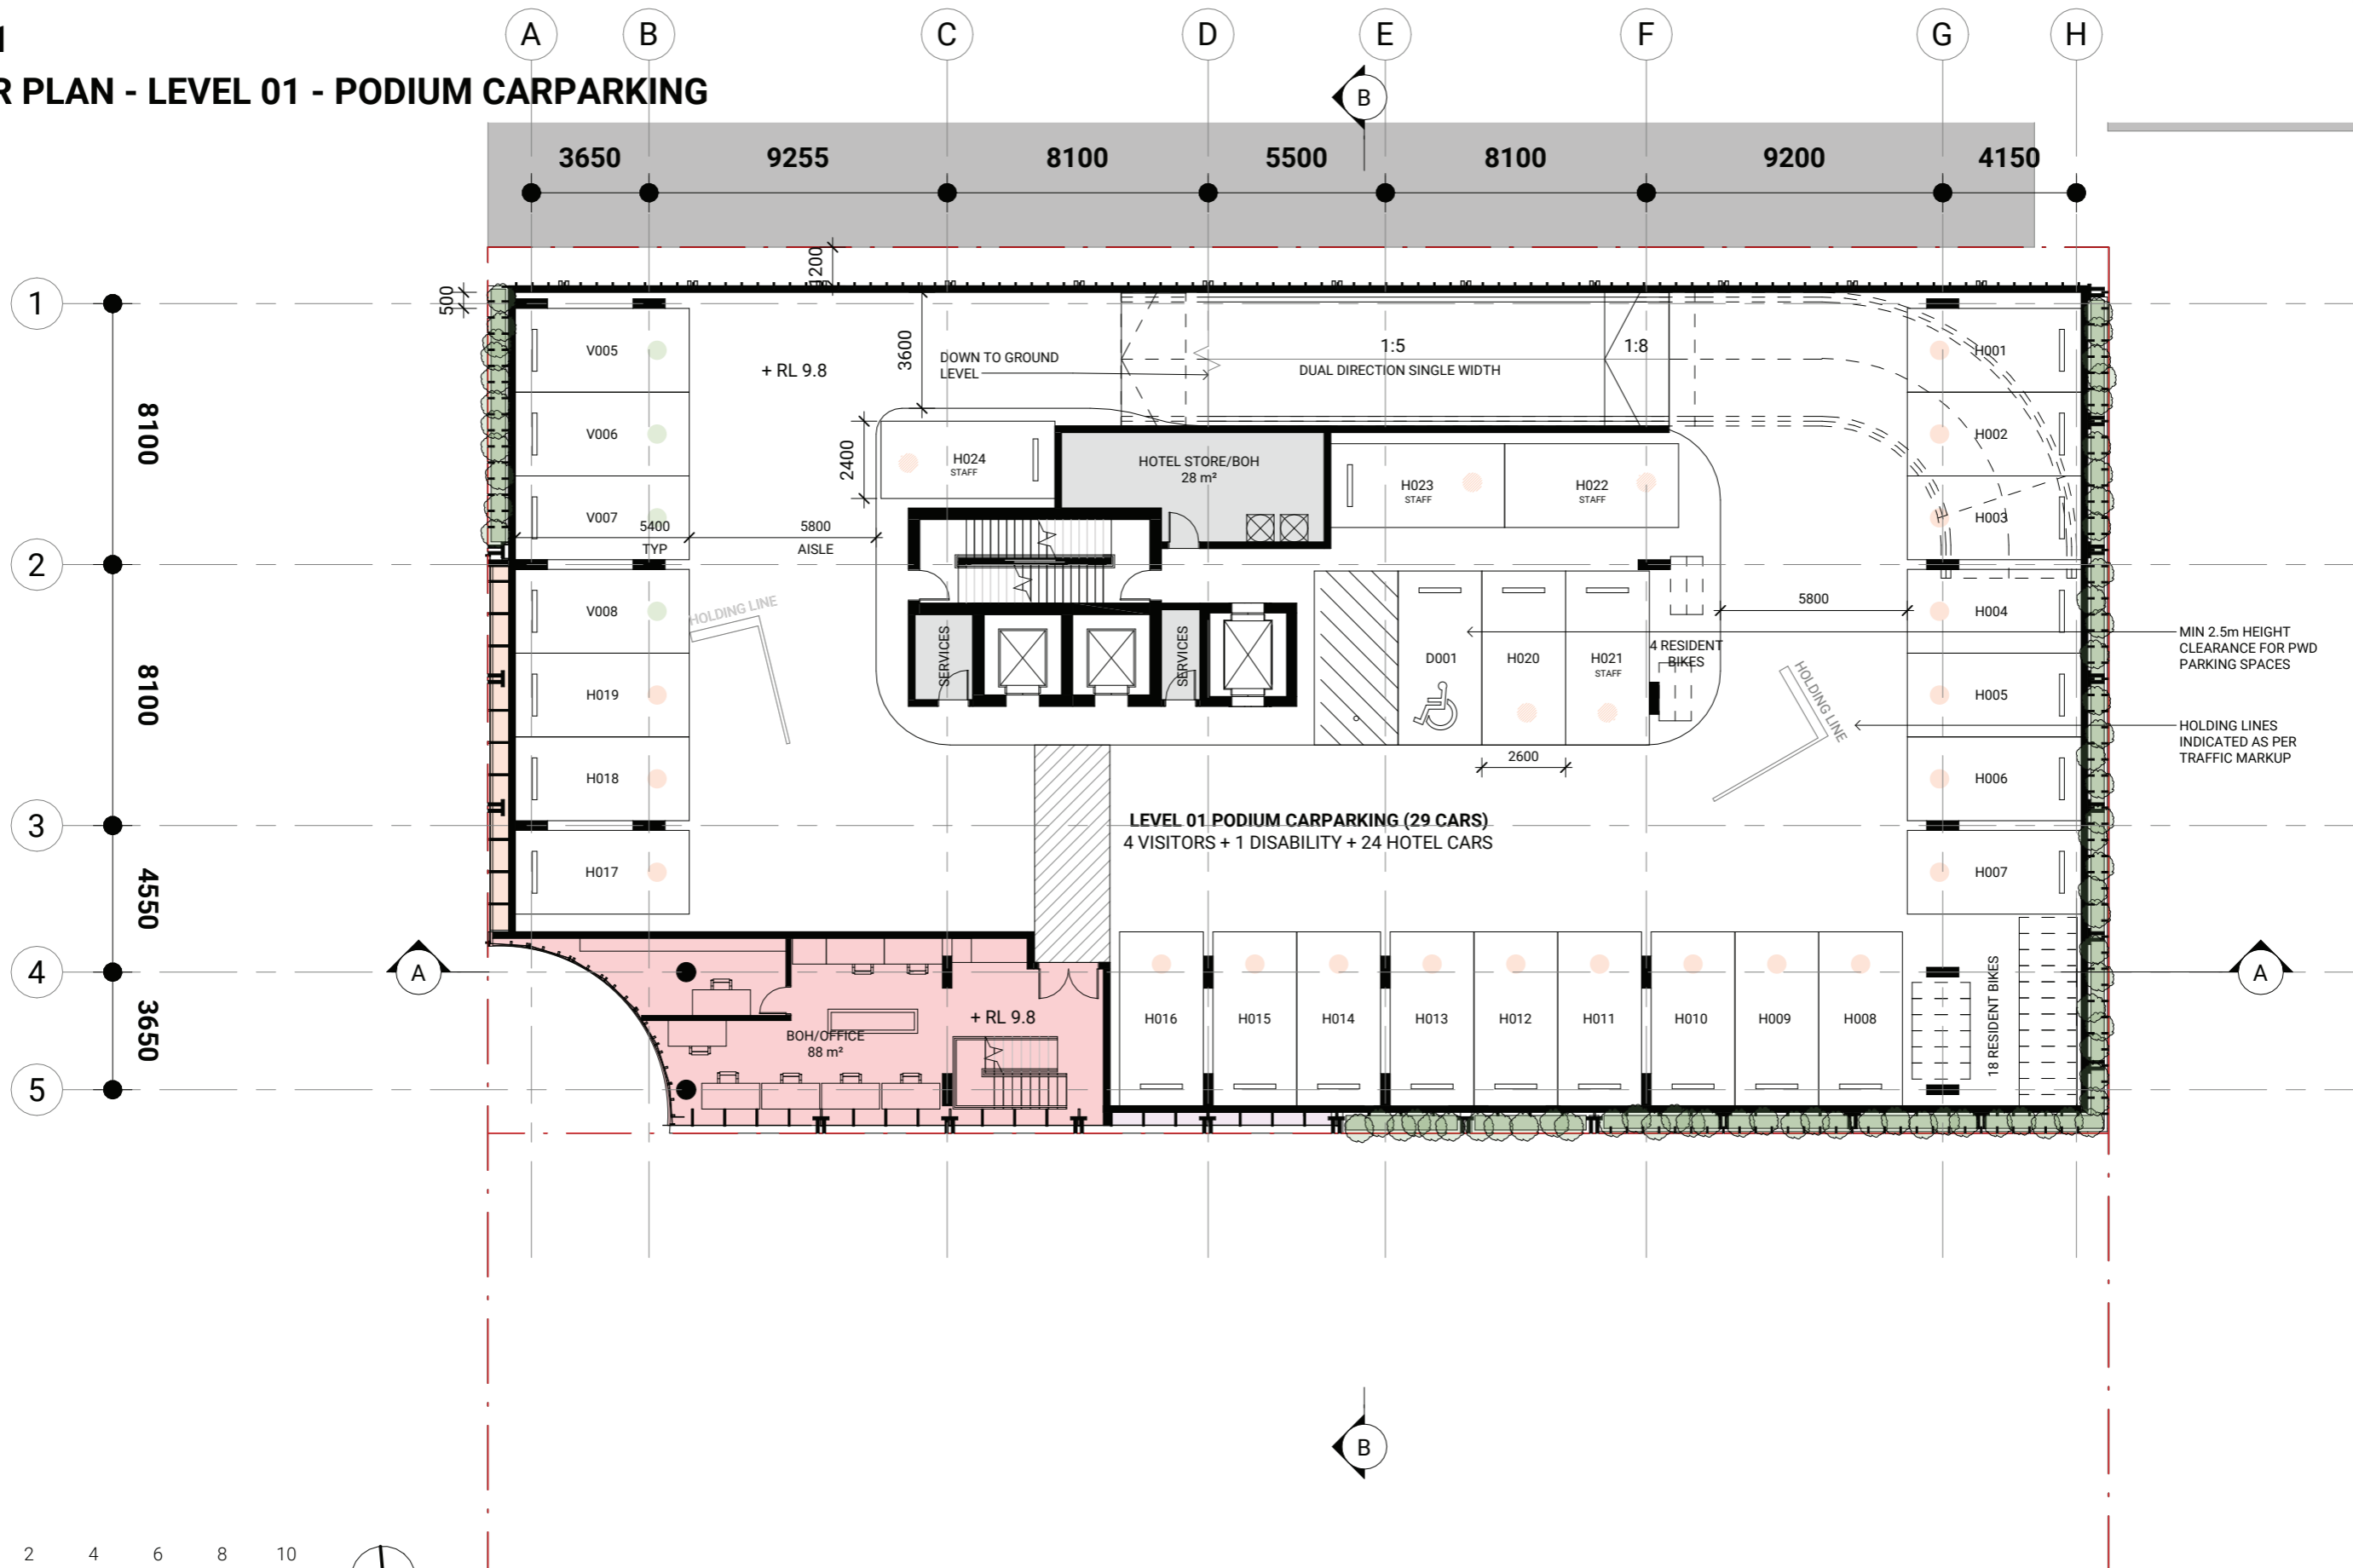 A B C D E F G H
R PLAN - LEVEL 01 - PODIUM CARPARKING
B
3650 9255 8100 5500 8100 9200 4150
1200
500
1
8100
2
8100
3
4550
4
3650
5
V005
V006
V007
V008
H019
H018
H017
+ RL 9.8
3600
DOWN TO GROUND
LEVEL
1:5
DUAL DIRECTION SINGLE WIDTH
1:8
2400
H024
STAFF
HOTEL STORE/BOH
28 m²
H023
STAFF
H022
STAFF
5400
TYP
5800
AISLE
HOLDING LINE
SERVICES
SERVICES
D001
H020
H021
STAFF
4 RESIDENT
BIKES
2600
5800
HOLDING LINE
H001
H002
H003
H004
H005
H006
H007
MIN 2.5m HEIGHT
CLEARANCE FOR PWD
PARKING SPACES
HOLDING LINES
INDICATED AS PER
TRAFFIC MARKUP
LEVEL 01 PODIUM CARPARKING (29 CARS)
4 VISITORS + 1 DISABILITY + 24 HOTEL CARS
A
A
BOH/OFFICE
88 m²
+ RL 9.8
H016 H015 H014 H013 H012 H011 H010 H009 H008
18 RESIDENT BIKES
B
2 4 6 8 10